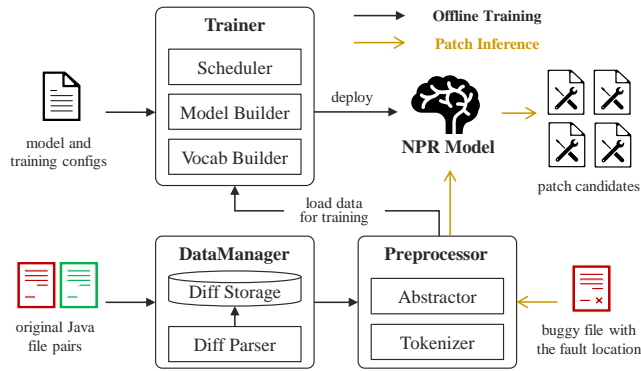 Trainer
Offline Training
Patch Inference
Scheduler
Model Builder
Vocab Builder
deploy
NPR Model
model and
training configs
patch candidates
load data
for training
DataManager
Diff Storage
Diff Parser
Preprocessor
Abstractor
Tokenizer
original Java
file pairs
buggy file with
the fault location